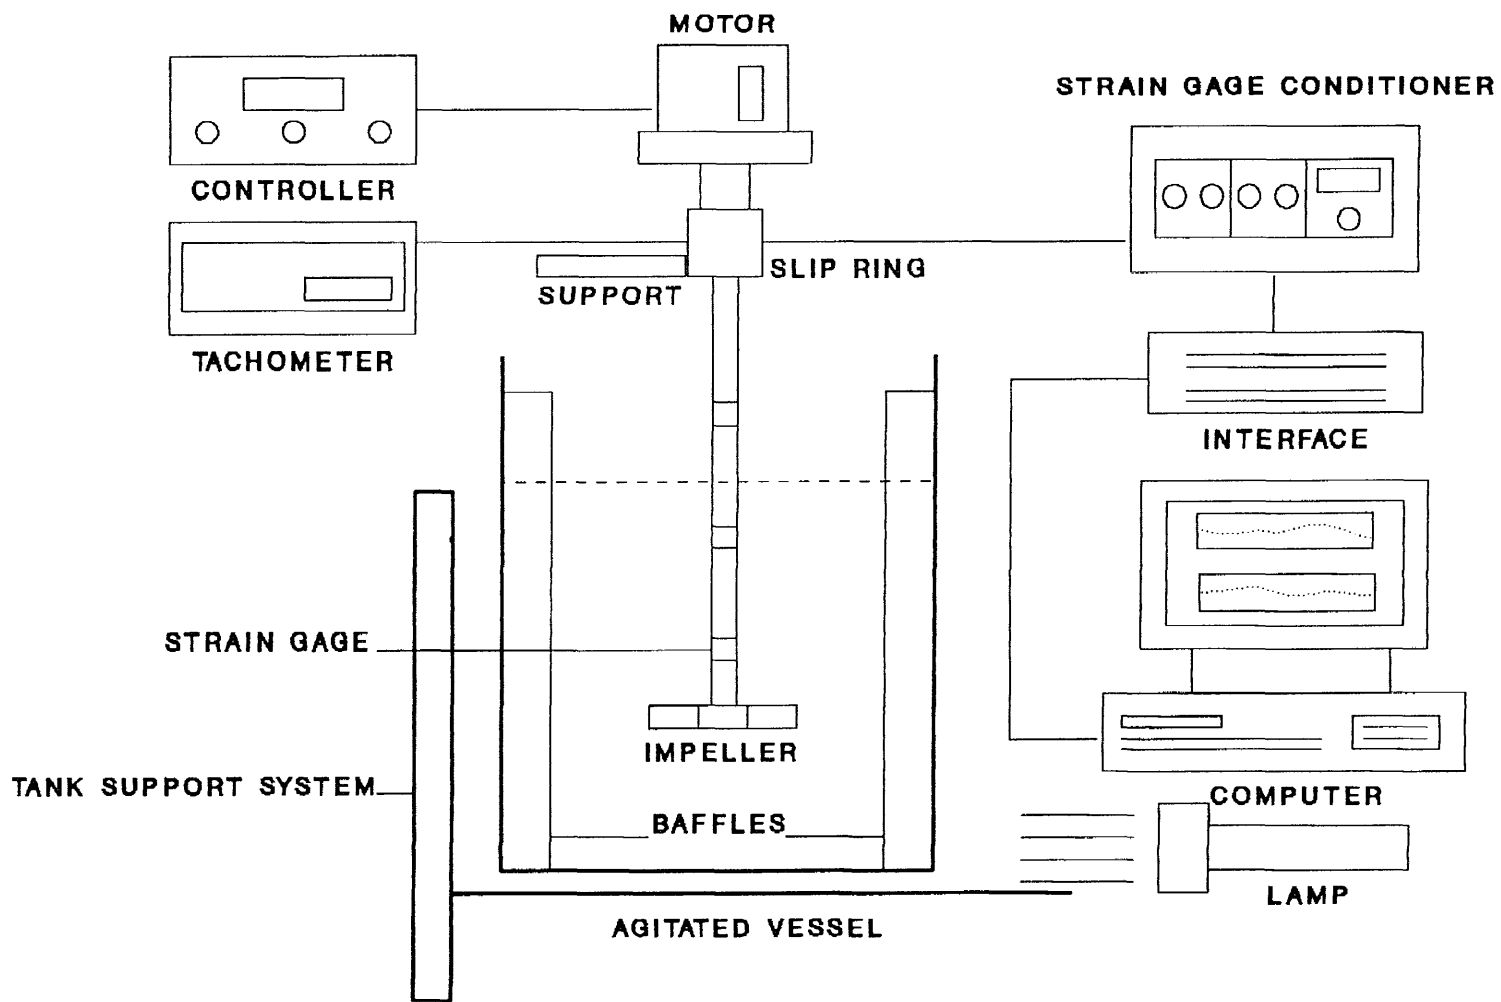 MOTOR
STRAIN GAGE CONDITIONER
CONTROLLER
SLIP RING
SUPPORT
TACHOMETER
INTERFACE
STRAIN GAGE
IMPELLER
TANK SUPPORT SYSTEM
COMPUTER
BAFFLES
LAMP
AGITATED VESSEL